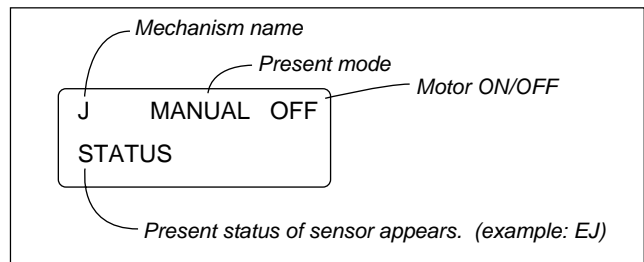 Mechanism name
Present mode
Motor ON/OFF
J MANUAL OFF
STATUS
Present status of sensor appears. (example: EJ)